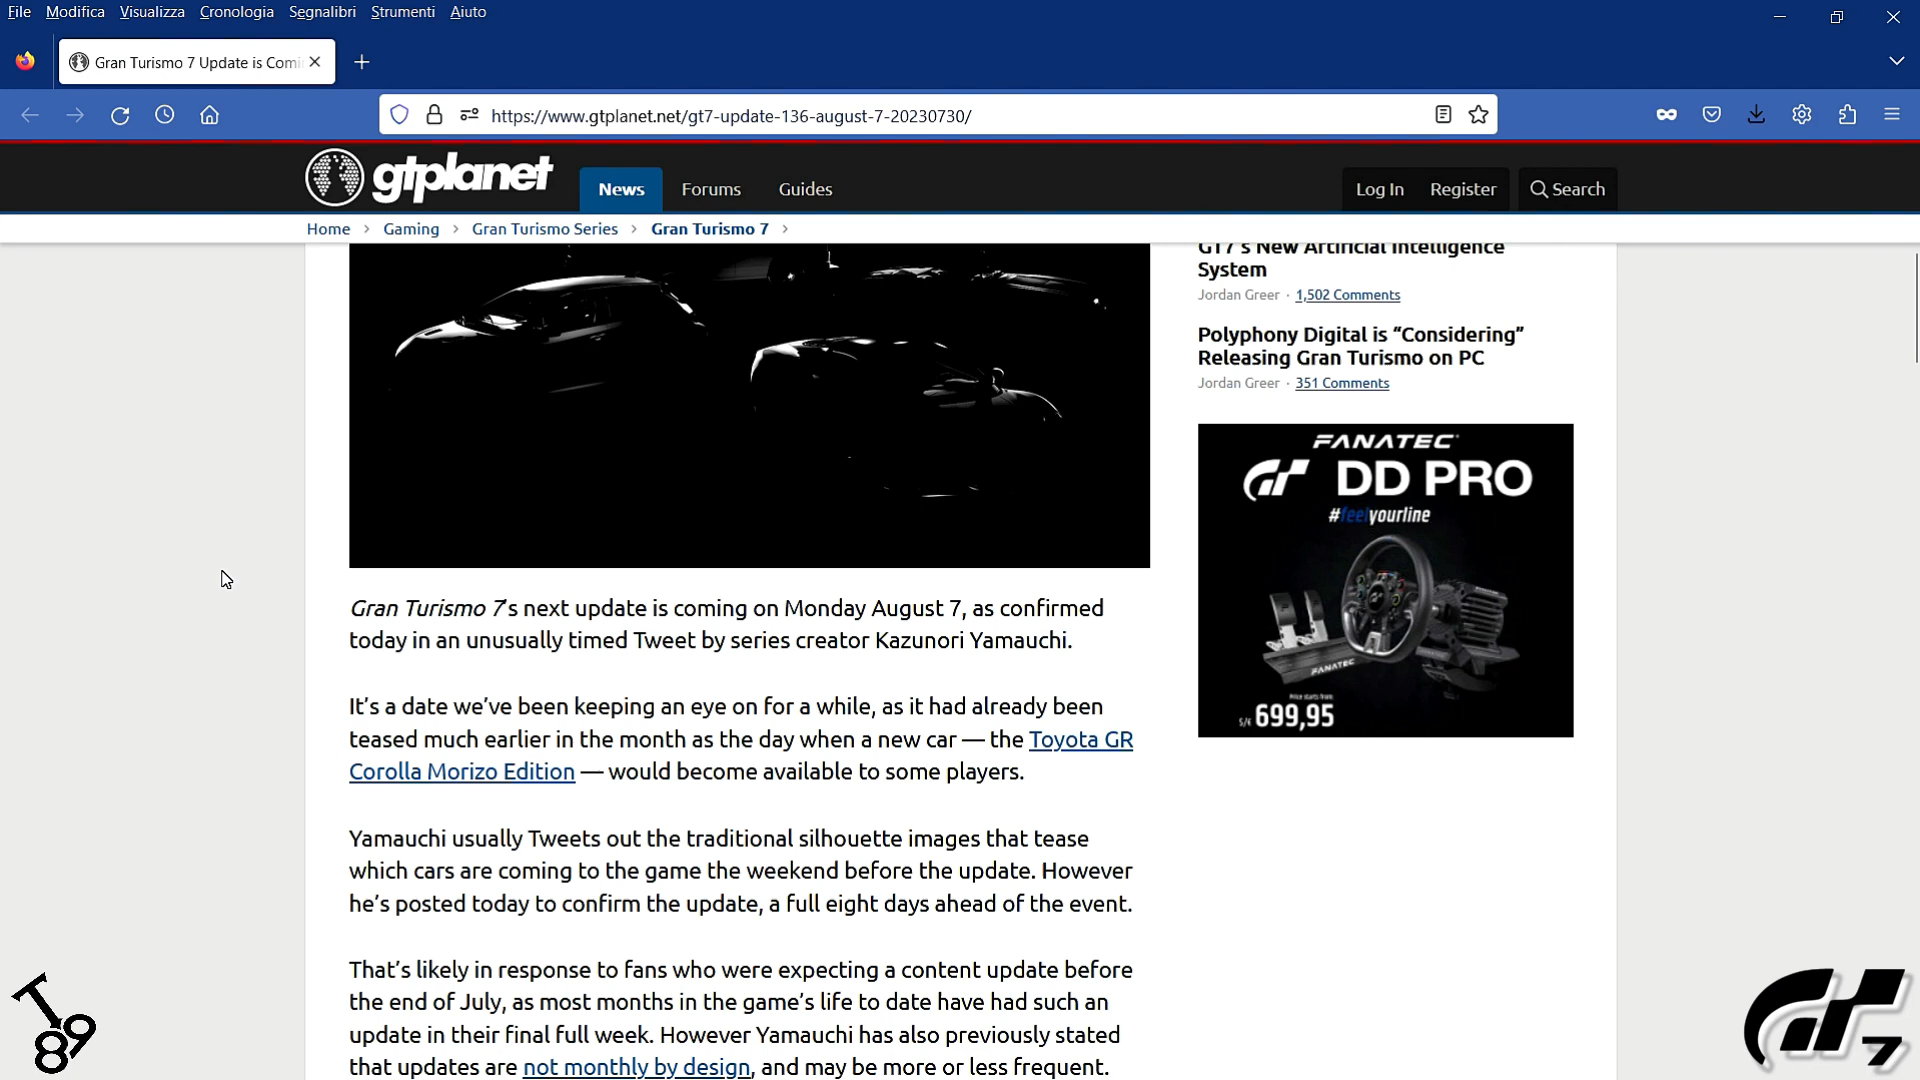 File Modifica Visualizza Cronologia Segnalibri Strumenti Aiuto
Gran Turismo 7 Update is Comi
https://www.gtplanet.net/gt7-update-136-august-7-20230730/
gtplanet
News Forums Guides
Log In Register Search
Home > Gaming > Gran Turismo Series > Gran Turismo 7 >
GT7's New Artificial Intelligence
System
Jordan Greer · 1,502 Comments
Polyphony Digital is “Considering”
Releasing Gran Turismo on PC
Jordan Greer · 351 Comments
FANATEC
GT DD PRO
#feelyourline
FANATEC
Price starts from
S/€ 699,95
Gran Turismo 7's next update is coming on Monday August 7, as confirmed
today in an unusually timed Tweet by series creator Kazunori Yamauchi.
It's a date we've been keeping an eye on for a while, as it had already been
teased much earlier in the month as the day when a new car — the Toyota GR
Corolla Morizo Edition — would become available to some players.
Yamauchi usually Tweets out the traditional silhouette images that tease
which cars are coming to the game the weekend before the update. However
he's posted today to confirm the update, a full eight days ahead of the event.
That's likely in response to fans who were expecting a content update before
the end of July, as most months in the game's life to date have had such an
update in their final full week. However Yamauchi has also previously stated
that updates are not monthly by design, and may be more or less frequent.
T89
GT7